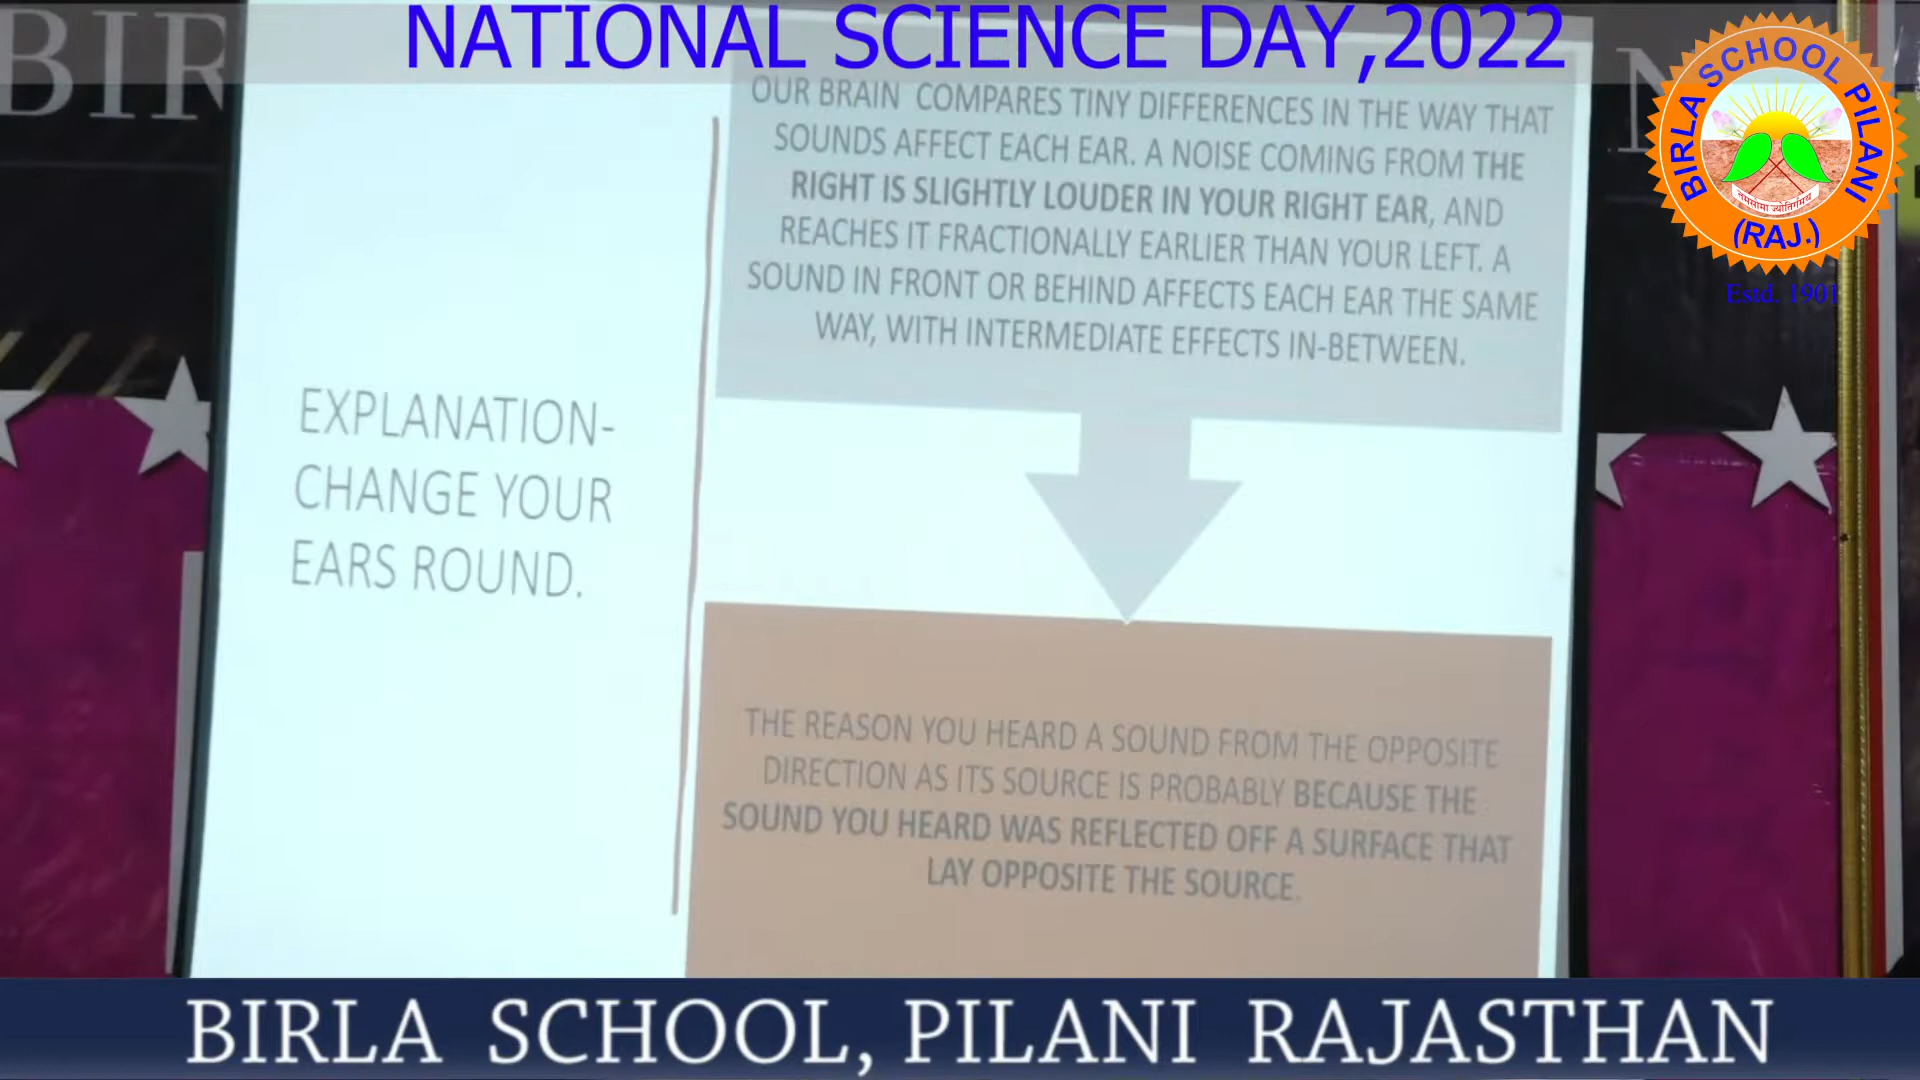 NATIONAL SCIENCE DAY,2022
BIR
N
BIRLA SCHOOL PILANI
तमसोमा ज्योतिर्गमय
(RAJ.)
Estd. 1901
OUR BRAIN COMPARES TINY DIFFERENCES IN THE WAY THAT
SOUNDS AFFECT EACH EAR. A NOISE COMING FROM THE
RIGHT IS SLIGHTLY LOUDER IN YOUR RIGHT EAR, AND
REACHES IT FRACTIONALLY EARLIER THAN YOUR LEFT. A
SOUND IN FRONT OR BEHIND AFFECTS EACH EAR THE SAME
WAY, WITH INTERMEDIATE EFFECTS IN-BETWEEN.
EXPLANATION-
CHANGE YOUR
EARS ROUND.
THE REASON YOU HEARD A SOUND FROM THE OPPOSITE
DIRECTION AS ITS SOURCE IS PROBABLY BECAUSE THE
SOUND YOU HEARD WAS REFLECTED OFF A SURFACE THAT
LAY OPPOSITE THE SOURCE.
BIRLA SCHOOL, PILANI RAJASTHAN